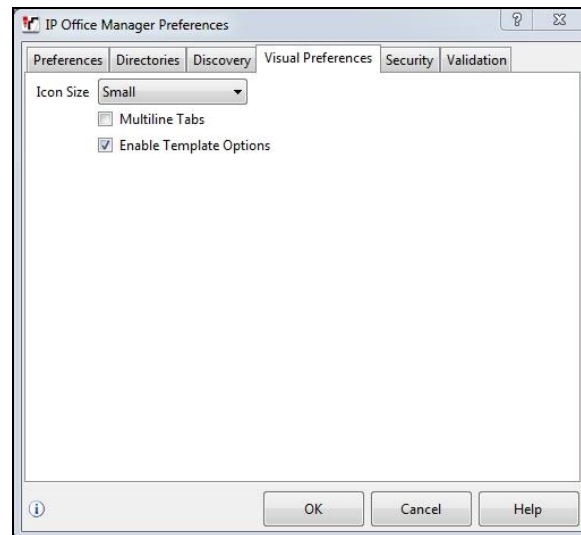 IP Office Manager Preferences
Preferences Directories Discovery Visual Preferences Security Validation
Icon Size Small
Multiline Tabs
Enable Template Options
OK Cancel Help